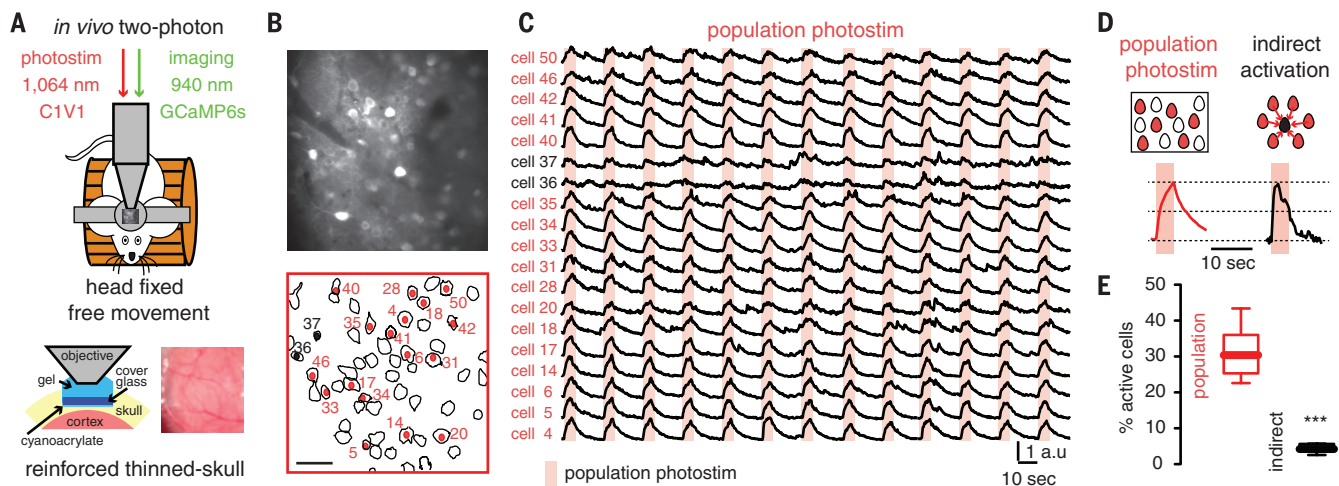 A
in vivo two-photon
photostim
1,064 nm
C1V1
imaging
940 nm
GCaMP6s
head fixed
free movement
objective
gel
cover
glass
skull
cortex
cyanoacrylate
reinforced thinned-skull
B
40
28
50
18
4
42
37
35
41
36
6
31
46
17
34
33
14
20
5
C
population photostim
cell 50
cell 46
cell 42
cell 41
cell 40
cell 37
cell 36
cell 35
cell 34
cell 33
cell 31
cell 28
cell 20
cell 18
cell 17
cell 14
cell 6
cell 5
cell 4
1 a.u
10 sec
population photostim
D
population
photostim
indirect
activation
10 sec
E
% active cells
50
40
30
20
10
0
population
indirect
***